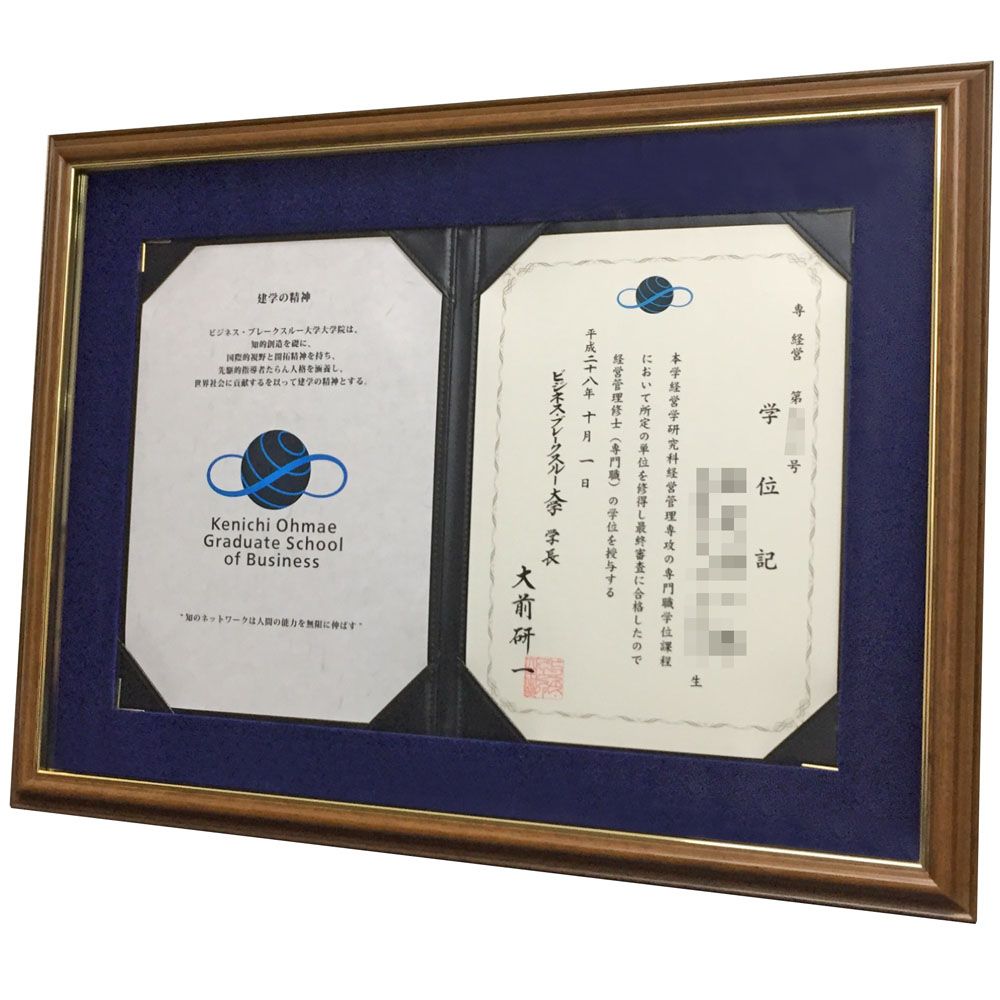 建学の精神
ビジネス・ブレークスルー大学大学院は、
知的創造を礎に、
国際的視野と開拓精神を持ち、
先駆的指導者たらん人格を涵養し、
世界社会に貢献するを以って建学の精神とする。
Kenichi Ohmae
Graduate School
of Business
"知のネットワークは人間の能力を無限に伸ばす"
専 経営 第 号
学位記
生
本学経営学研究科経営管理専攻の専門職学位課程
において所定の単位を修得し最終審査に合格したので
経営管理修士（専門職）の学位を授与する
平成二十八年 十月 一日
ビジネス・ブレークスルー大学 学長
大前研一